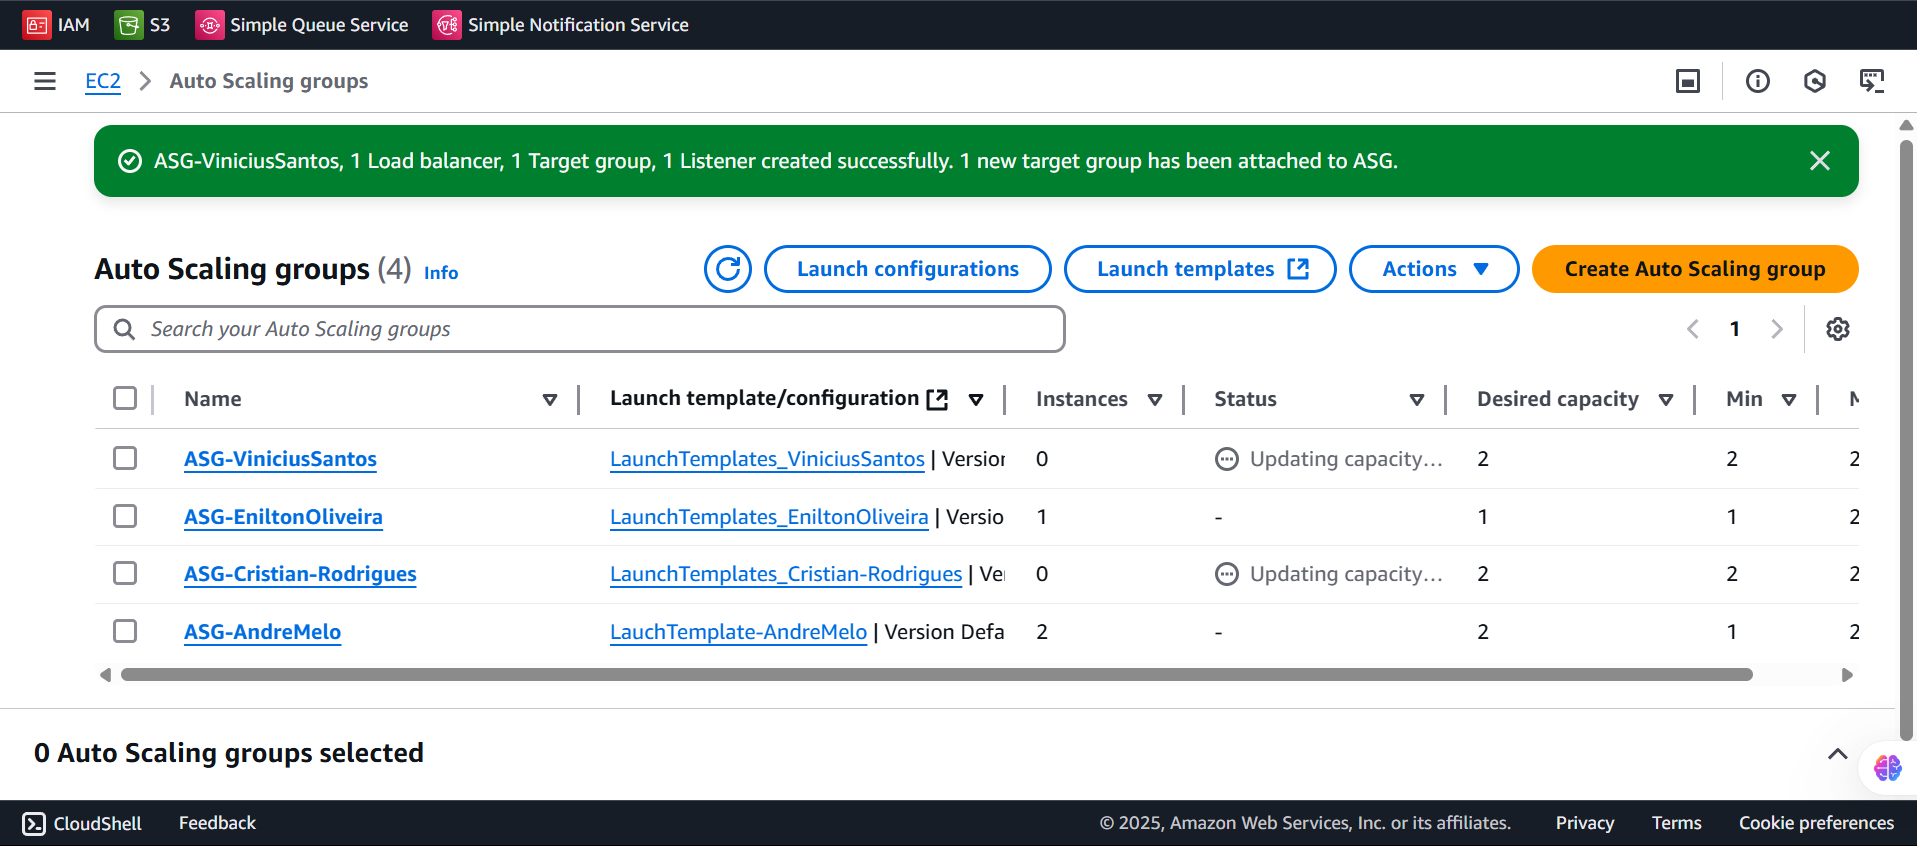 IAM S3 Simple Queue Service Simple Notification Service
EC2 Auto Scaling groups
ASG-ViniciusSantos, 1 Load balancer, 1 Target group, 1 Listener created successfully. 1 new target group has been attached to ASG.
Auto Scaling groups (4) Info Launch configurations Launch templates Actions Create Auto Scaling group
Search your Auto Scaling groups 1
Name Launch template/configuration Instances Status Desired capacity Min
ASG-ViniciusSantos LaunchTemplates_ViniciusSantos | Version 0 Updating capacity... 2 2 2
ASG-EniltonOliveira LaunchTemplates_EniltonOliveira | Versio 1 - 1 1 2
ASG-Cristian-Rodrigues LaunchTemplates_Cristian-Rodrigues | Ve 0 Updating capacity... 2 2 2
ASG-AndreMelo LauchTemplate-AndreMelo | Version Defa 2 - 2 1 2
0 Auto Scaling groups selected
CloudShell Feedback © 2025, Amazon Web Services, Inc. or its affiliates. Privacy Terms Cookie preferences